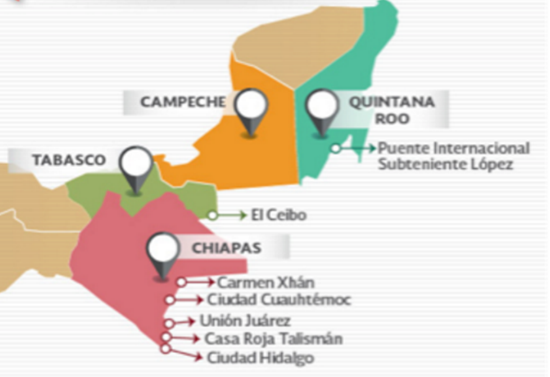 CAMPECHE
QUINTANA
ROO
Puente Internacional
Subteniente López
TABASCO
El Ceibo
CHIAPAS
Carmen Xhán
Ciudad Cuauhtémoc
Unión Juárez
Casa Roja Talismán
Ciudad Hidalgo